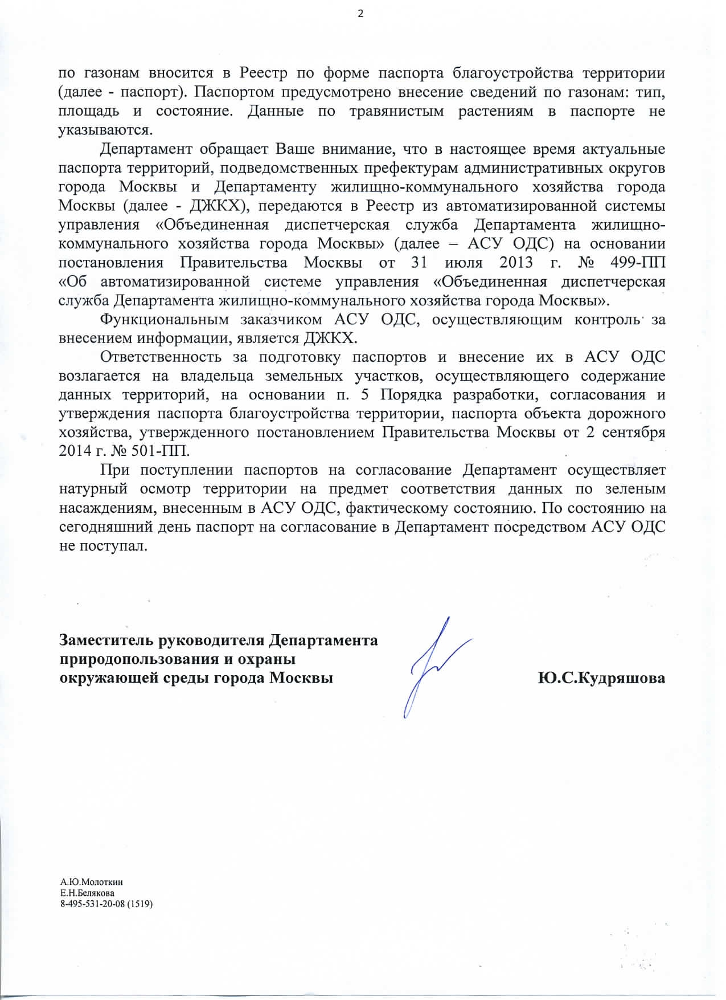 2
по газонам вносится в Реестр по форме паспорта благоустройства территории
(далее - паспорт). Паспортом предусмотрено внесение сведений по газонам: тип,
площадь и состояние. Данные по травянистым растениям в паспорте не
указываются.
Департамент обращает Ваше внимание, что в настоящее время актуальные
паспорта территорий, подведомственных префектурам административных округов
города Москвы и Департаменту жилищно-коммунального хозяйства города
Москвы (далее - ДЖКХ), передаются в Реестр из автоматизированной системы
управления «Объединенная диспетчерская служба Департамента жилищно-
коммунального хозяйства города Москвы» (далее – АСУ ОДС) на основании
постановления Правительства Москвы от 31 июля 2013 г. № 499-ПП
«Об автоматизированной системе управления «Объединенная диспетчерская
служба Департамента жилищно-коммунального хозяйства города Москвы».
Функциональным заказчиком АСУ ОДС, осуществляющим контроль за
внесением информации, является ДЖКХ.
Ответственность за подготовку паспортов и внесение их в АСУ ОДС
возлагается на владельца земельных участков, осуществляющего содержание
данных территорий, на основании п. 5 Порядка разработки, согласования и
утверждения паспорта благоустройства территории, паспорта объекта дорожного
хозяйства, утвержденного постановлением Правительства Москвы от 2 сентября
2014 г. № 501-ПП.
При поступлении паспортов на согласование Департамент осуществляет
натурный осмотр территории на предмет соответствия данных по зеленым
насаждениям, внесенным в АСУ ОДС, фактическому состоянию. По состоянию на
сегодняшний день паспорт на согласование в Департамент посредством АСУ ОДС
не поступал.
Заместитель руководителя Департамента
природопользования и охраны
окружающей среды города Москвы Ю.С.Кудряшова
А.Ю.Молоткин
Е.Н.Белякова
8-495-531-20-08 (1519)